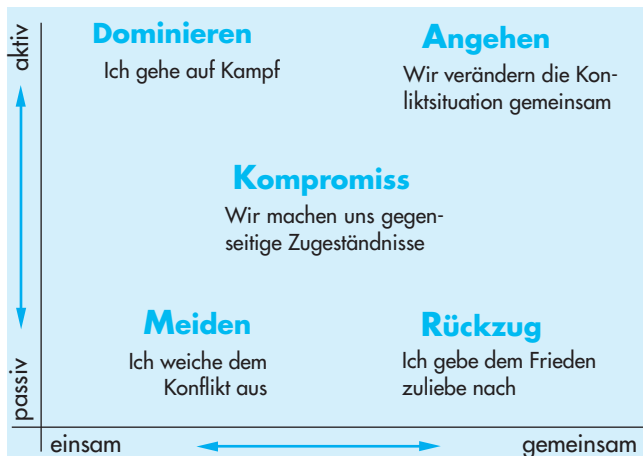 aktiv
Dominieren
Ich gehe auf Kampf
Angehen
Wir verändern die Kon-
liktsituation gemeinsam
Kompromiss
Wir machen uns gegen-
seitige Zugeständnisse
Meiden
Ich weiche dem
Konflikt aus
Rückzug
Ich gebe dem Frieden
zuliebe nach
passiv
einsam
gemeinsam